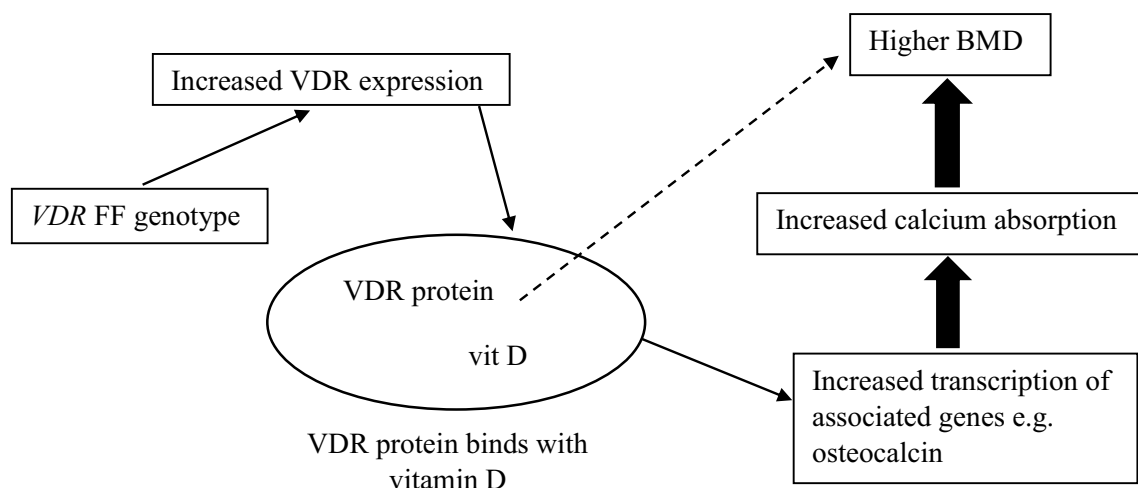 Higher BMD
Increased VDR expression
VDR FF genotype
Increased calcium absorption
VDR protein
vit D
Increased transcription of
associated genes e.g.
osteocalcin
VDR protein binds with
vitamin D